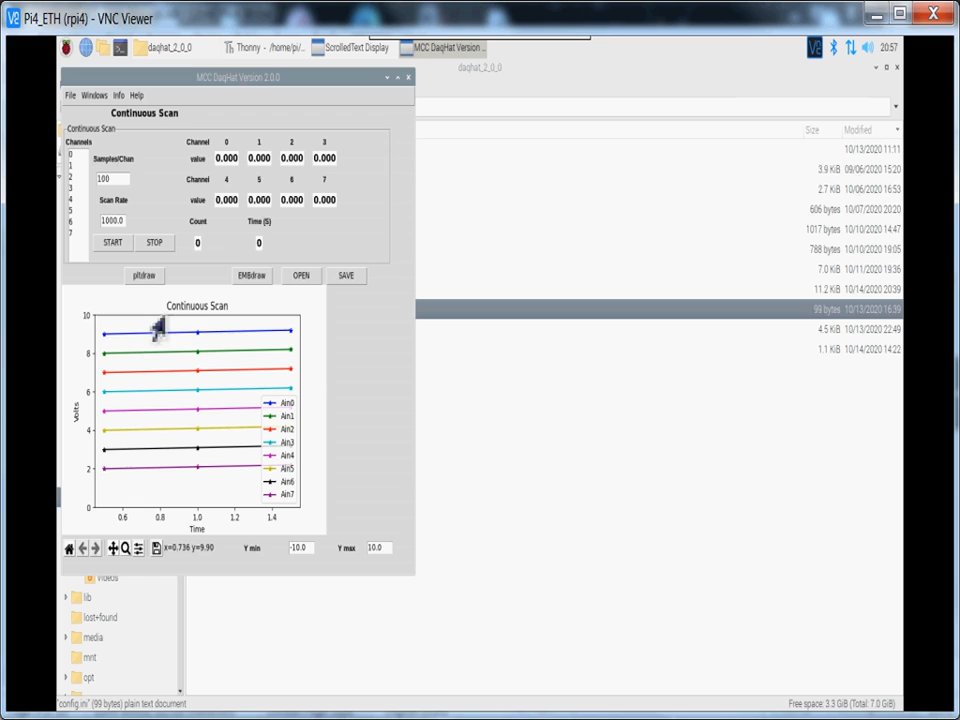 Pi4_ETH (rpi4) - VNC Viewer
daqhat_2_0_0 Thonny - /home/pi/... ScrolledText Display MCC DaqHat Version ... 20:57
daqhat_2_0_0
MCC DaqHat Version 2.0.0
File Windows Info Help
Continuous Scan
Continuous Scan
Channels
0
1
2
3
4
5
6
7
Samples/Chan
100
Scan Rate
1000.0
START STOP
Channel 0 1 2 3
value 0.000 0.000 0.000 0.000
Channel 4 5 6 7
value 0.000 0.000 0.000 0.000
Count Time (S)
0 0
pltdraw EMBdraw OPEN SAVE
Continuous Scan
10
8
6
4
2
0
Volts
Ain0
Ain1
Ain2
Ain3
Ain4
Ain5
Ain6
Ain7
0.6 0.8 1.0 1.2 1.4
Time
x=0.736 y=9.90 Y min -10.0 Y max 10.0
Size Modified
10/13/2020 11:11
3.9 KiB 09/06/2020 15:20
2.7 KiB 10/06/2020 16:53
606 bytes 10/07/2020 20:20
1017 bytes 10/10/2020 14:47
788 bytes 10/10/2020 19:05
7.0 KiB 10/11/2020 19:36
11.2 KiB 10/14/2020 20:39
99 bytes 10/13/2020 16:39
4.5 KiB 10/13/2020 22:49
1.1 KiB 10/14/2020 14:22
Videos
lib
lost+found
media
mnt
opt
"config.ini" (99 bytes) plain text document
Free space: 3.3 GiB (Total: 7.0 GiB)